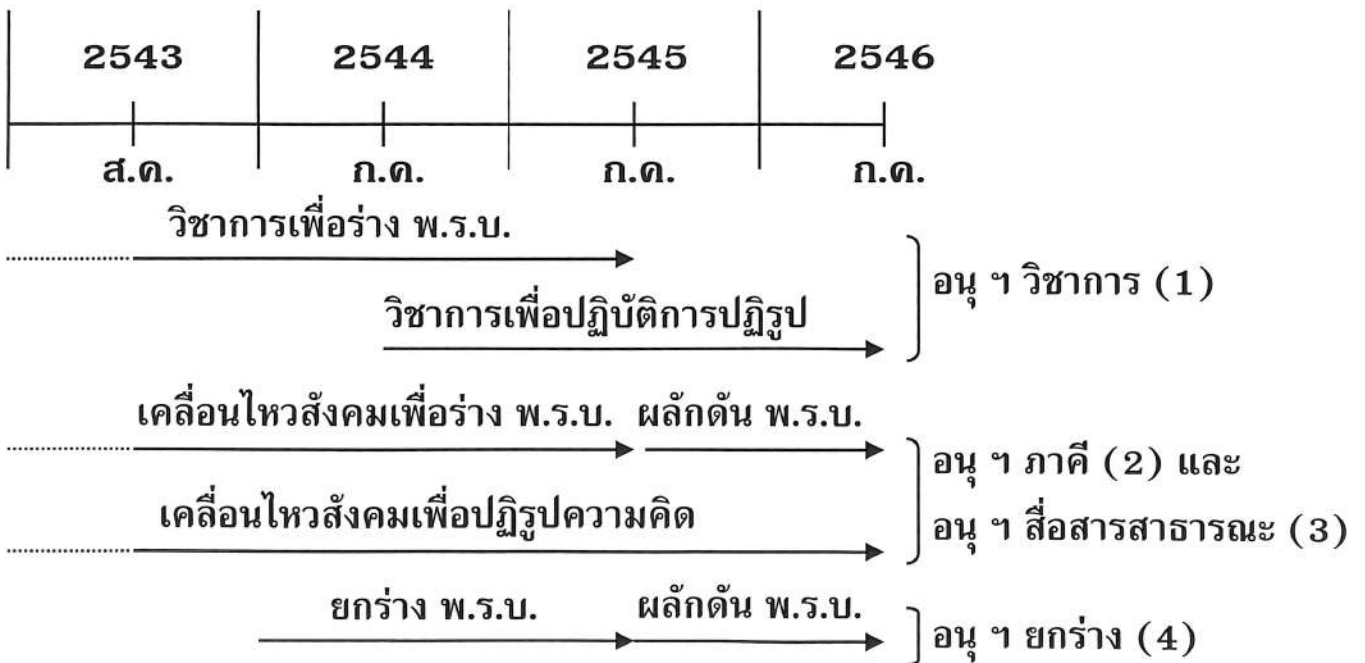 2543 2544 2545 2546
ส.ค. ก.ค. ก.ค. ก.ค.
วิชาการเพื่อร่าง พ.ร.บ.
วิชาการเพื่อปฏิบัติการปฏิรูป
อนุ ฯ วิชาการ (1)
เคลื่อนไหวสังคมเพื่อร่าง พ.ร.บ. ผลักดัน พ.ร.บ.
เคลื่อนไหวสังคมเพื่อปฏิรูปความคิด
อนุ ฯ ภาคี (2) และ
อนุ ฯ สื่อสารสาธารณะ (3)
ยกร่าง พ.ร.บ. ผลักดัน พ.ร.บ.
อนุ ฯ ยกร่าง (4)